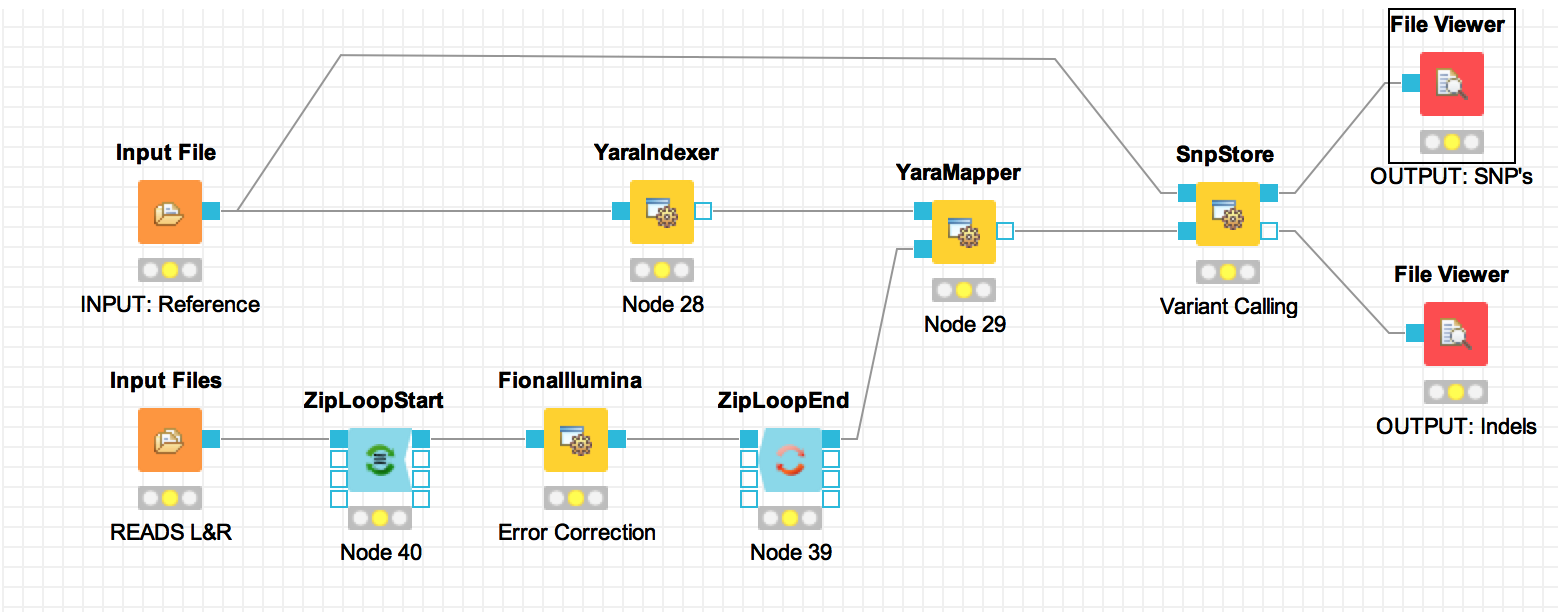 File Viewer
OUTPUT: SNP's
Input File
INPUT: Reference
YaraIndexer
Node 28
YaraMapper
Node 29
SnpStore
Variant Calling
File Viewer
OUTPUT: Indels
Input Files
READS L&R
ZipLoopStart
Node 40
FionaIllumina
Error Correction
ZipLoopEnd
Node 39